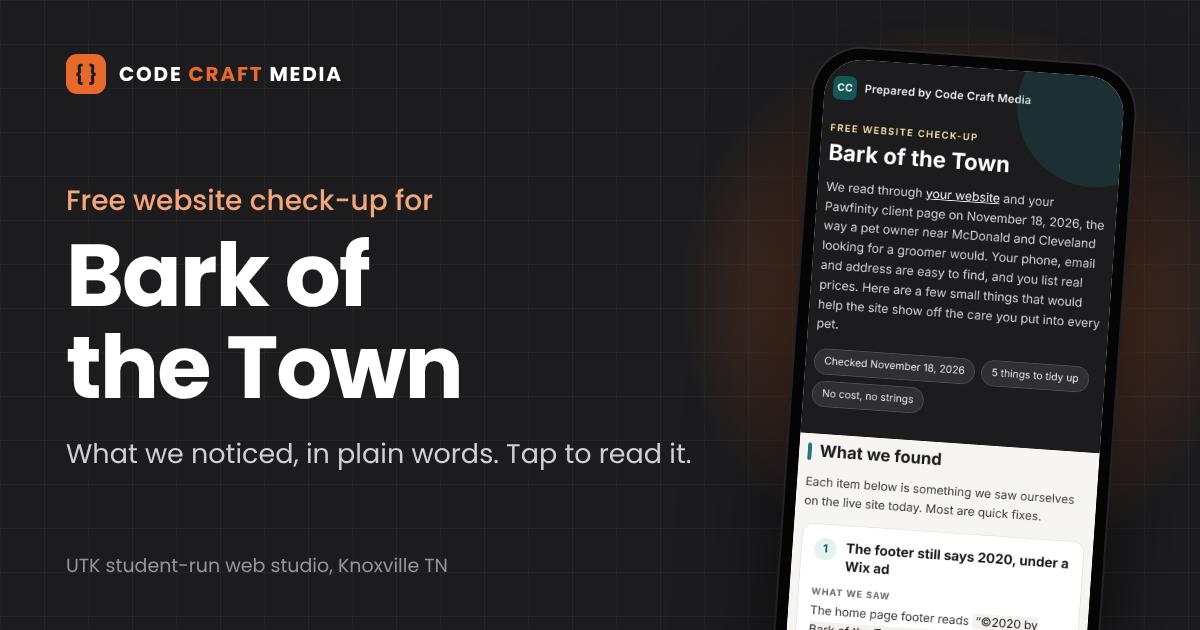 { } CODE CRAFT MEDIA
Free website check-up for
Bark of
the Town
What we noticed, in plain words. Tap to read it.
UTK student-run web studio, Knoxville TN
CC Prepared by Code Craft Media
FREE WEBSITE CHECK-UP
Bark of the Town
We read through your website and your
Pawfinity client page on November 18, 2026, the
way a pet owner near McDonald and Cleveland
looking for a groomer would. Your phone, email
and address are easy to find, and you list real
prices. Here are a few small things that would
help the site show off the care you put into every
pet.
Checked November 18, 2026
5 things to tidy up
No cost, no strings
What we found
Each item below is something we saw ourselves
on the live site today. Most are quick fixes.
1 The footer still says 2020, under a
Wix ad
WHAT WE SAW
The home page footer reads "©2020 by